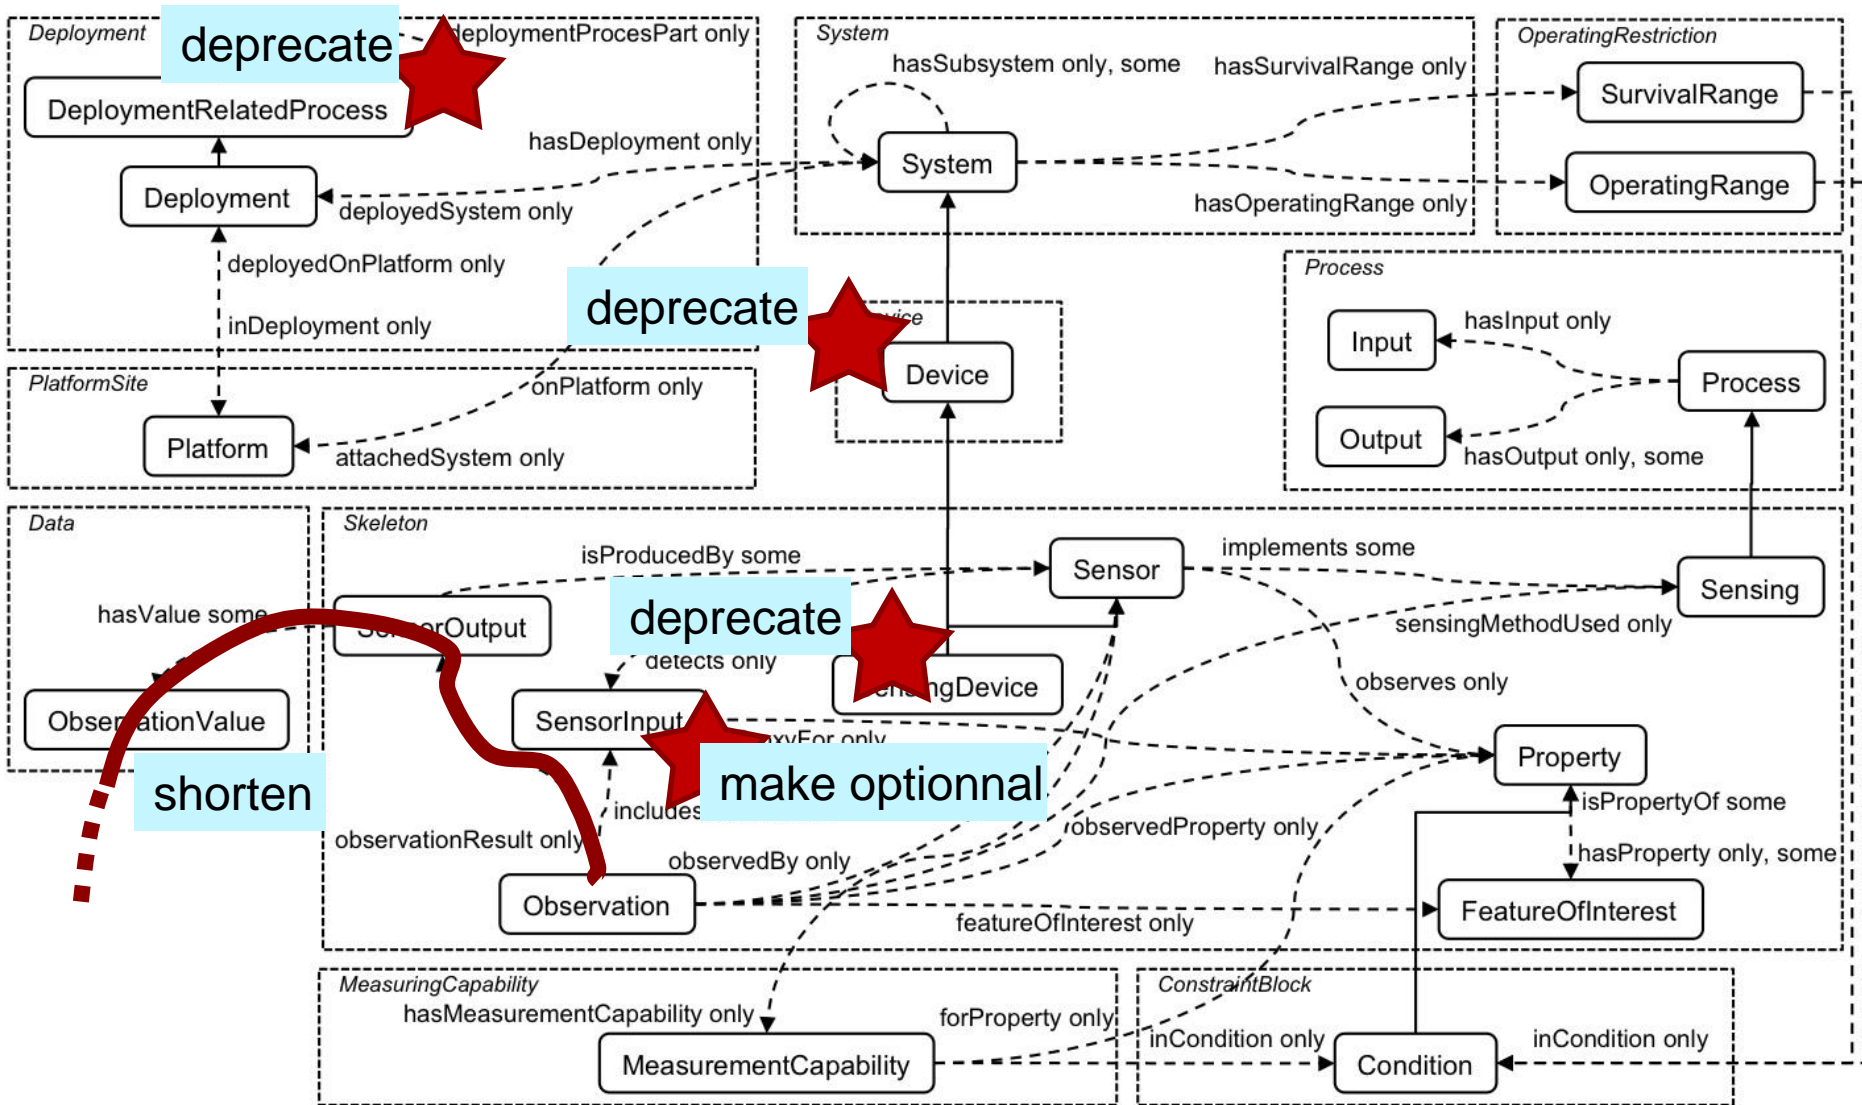 Deployment
deprecate
deploymentProcesPart only
DeploymentRelatedProcess
Deployment
hasDeployment only
deployedSystem only
deployedOnPlatform only
inDeployment only
System
hasSubsystem only, some
hasSurvivalRange only
System
hasOperatingRange only
OperatingRestriction
SurvivalRange
OperatingRange
PlatformSite
Platform
onPlatform only
attachedSystem only
deprecate
Device
Process
Input
hasInput only
Process
Output
hasOutput only, some
Data
hasValue some
ObservationValue
shorten
Skeleton
isProducedBy some
Sensor
implements some
Sensing
SensorOutput
deprecate
detects only
sensingMethodUsed only
observes only
SensorInput
make optionnal
Property
isPropertyOf some
hasProperty only, some
observationResult only
observedBy only
observedProperty only
Observation
featureOfInterest only
FeatureOfInterest
MeasuringCapability
hasMeasurementCapability only
forProperty only
MeasurementCapability
ConstraintBlock
inCondition only
Condition
inCondition only